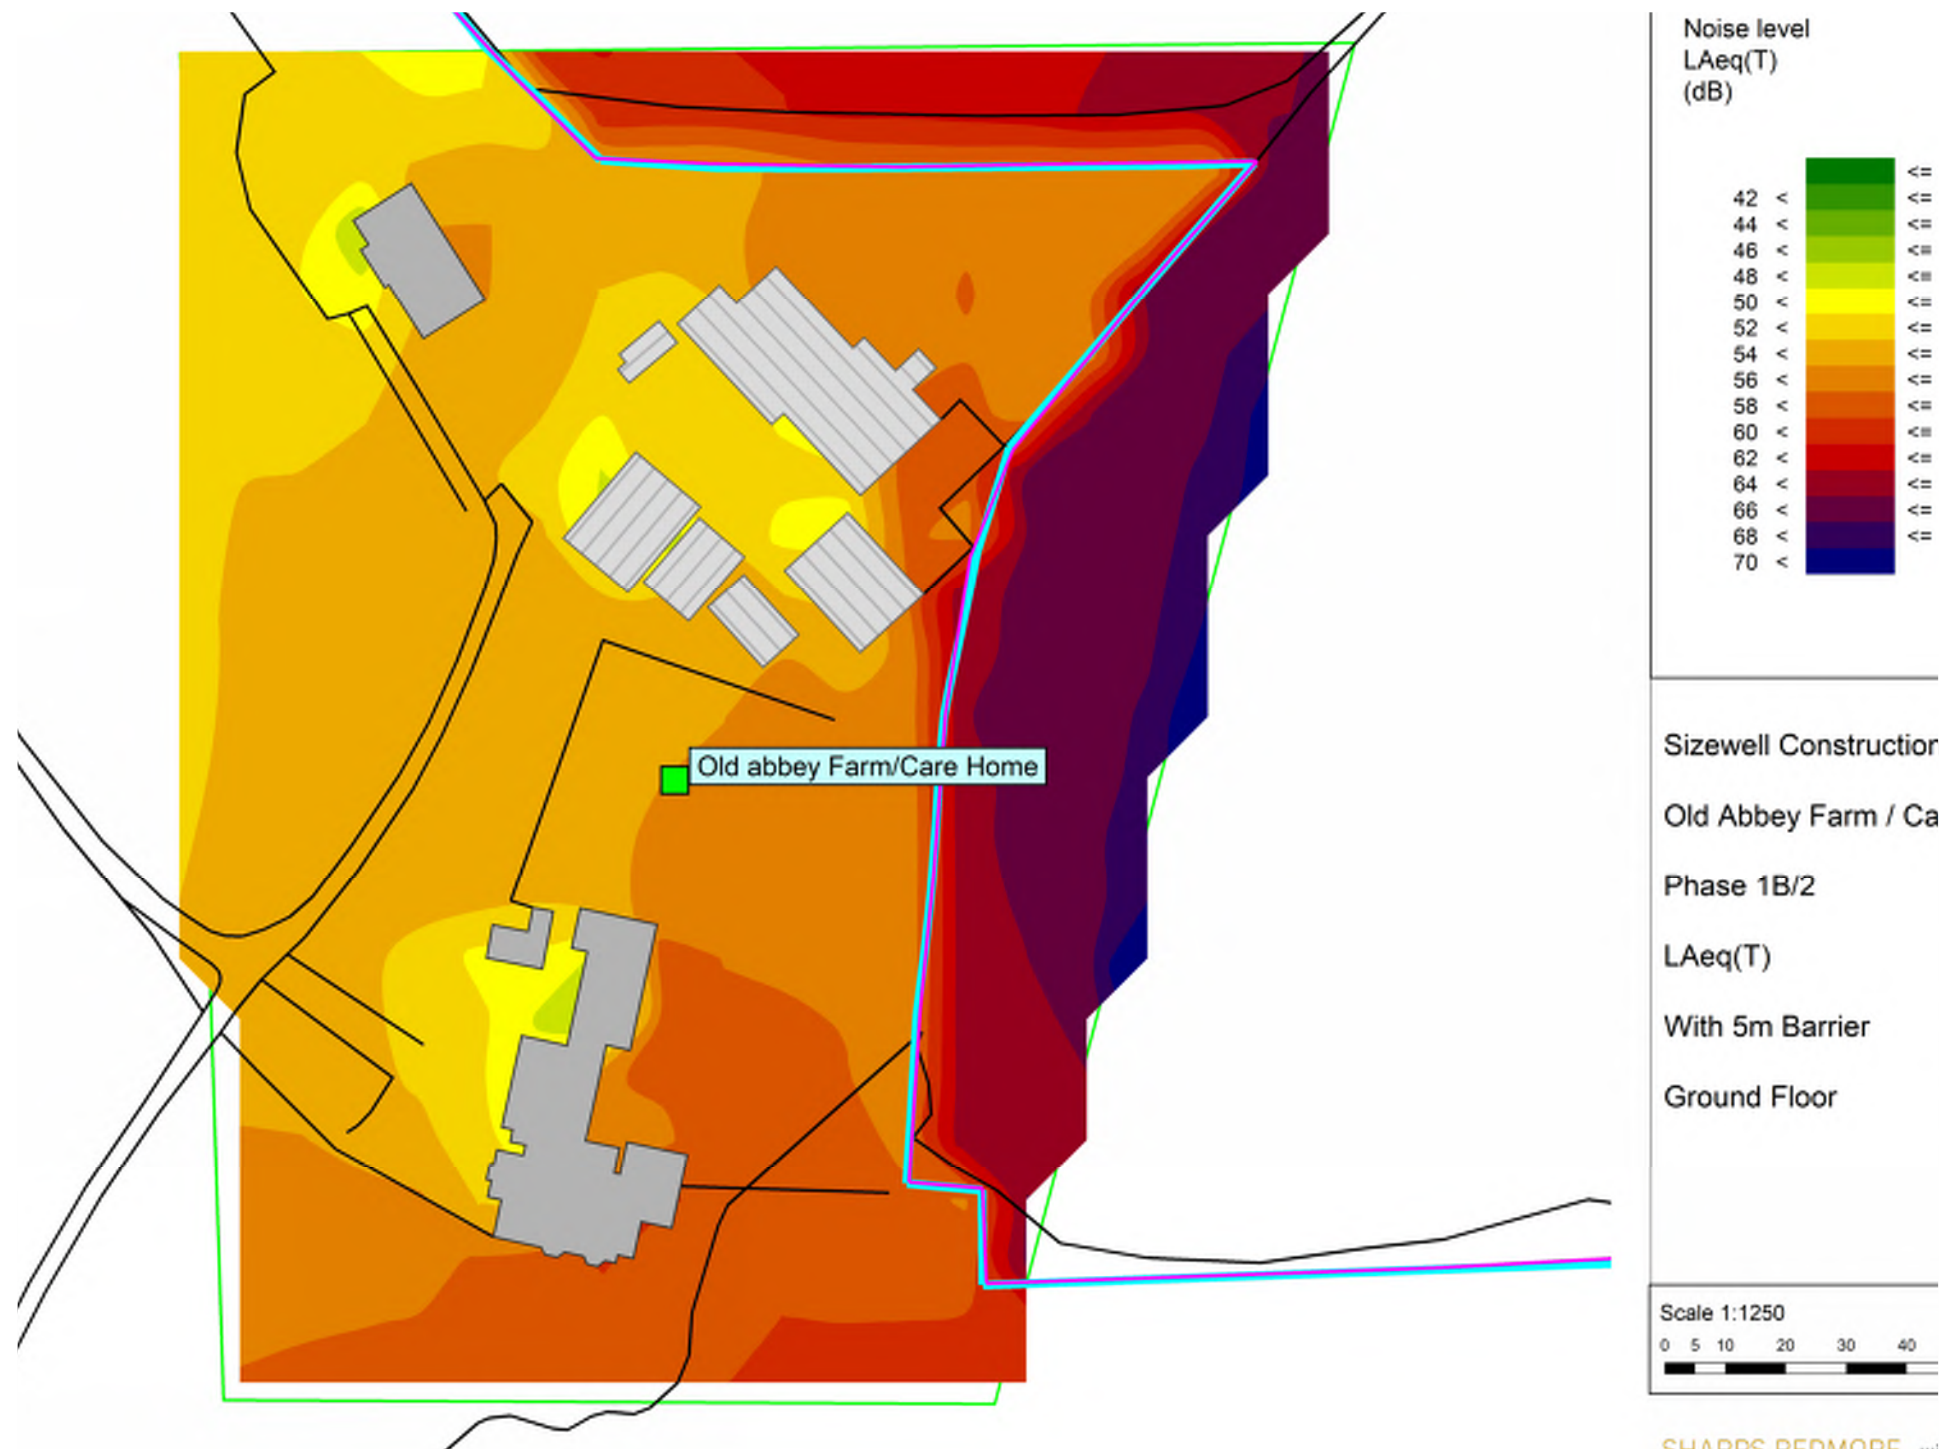 Noise level
LAeq(T)
(dB)
<=
42 < <=
44 < <=
46 < <=
48 < <=
50 < <=
52 < <=
54 < <=
56 < <=
58 < <=
60 < <=
62 < <=
64 < <=
66 < <=
68 < <=
70 <
Old abbey Farm/Care Home
Sizewell Construction
Old Abbey Farm / Ca
Phase 1B/2
LAeq(T)
With 5m Barrier
Ground Floor
Scale 1:1250
0 5 10 20 30 40
SHARPS REDMORE